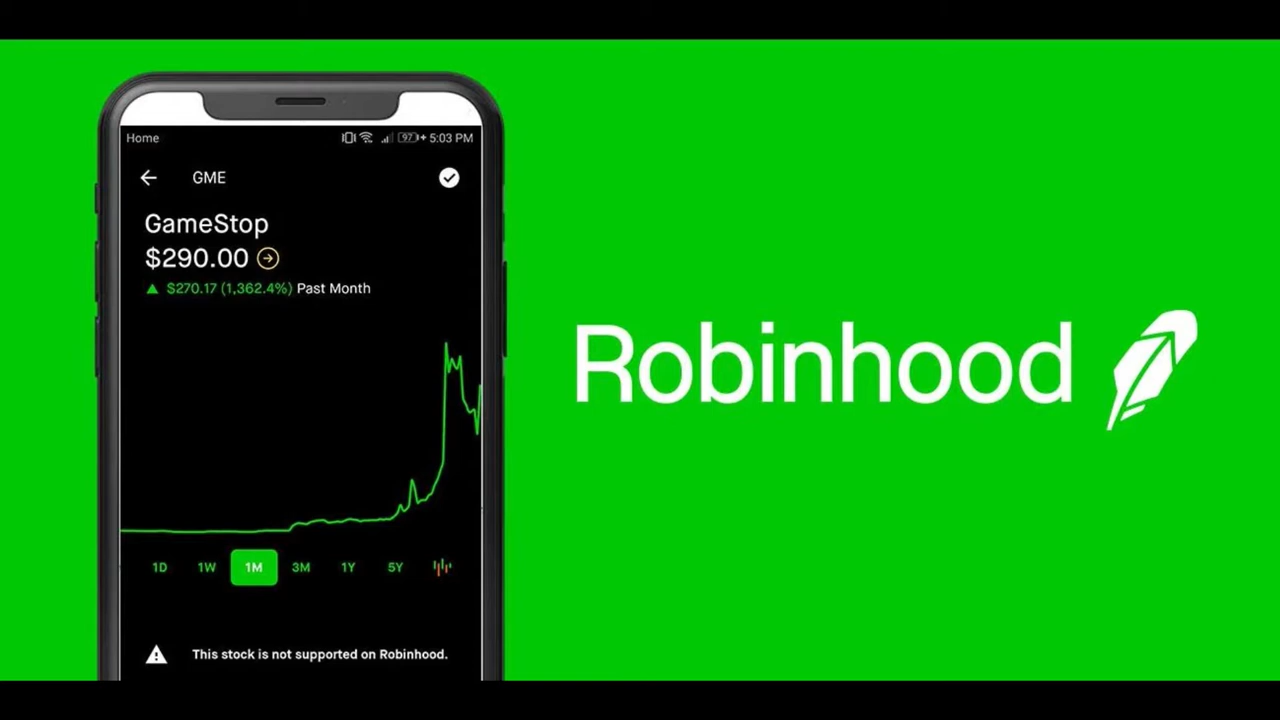 Home 97 5:03 PM
GME
GameStop
$290.00
$270.17 (1,362.4%) Past Month
1D 1W 1M 3M 1Y 5Y
This stock is not supported on Robinhood.
Robinhood